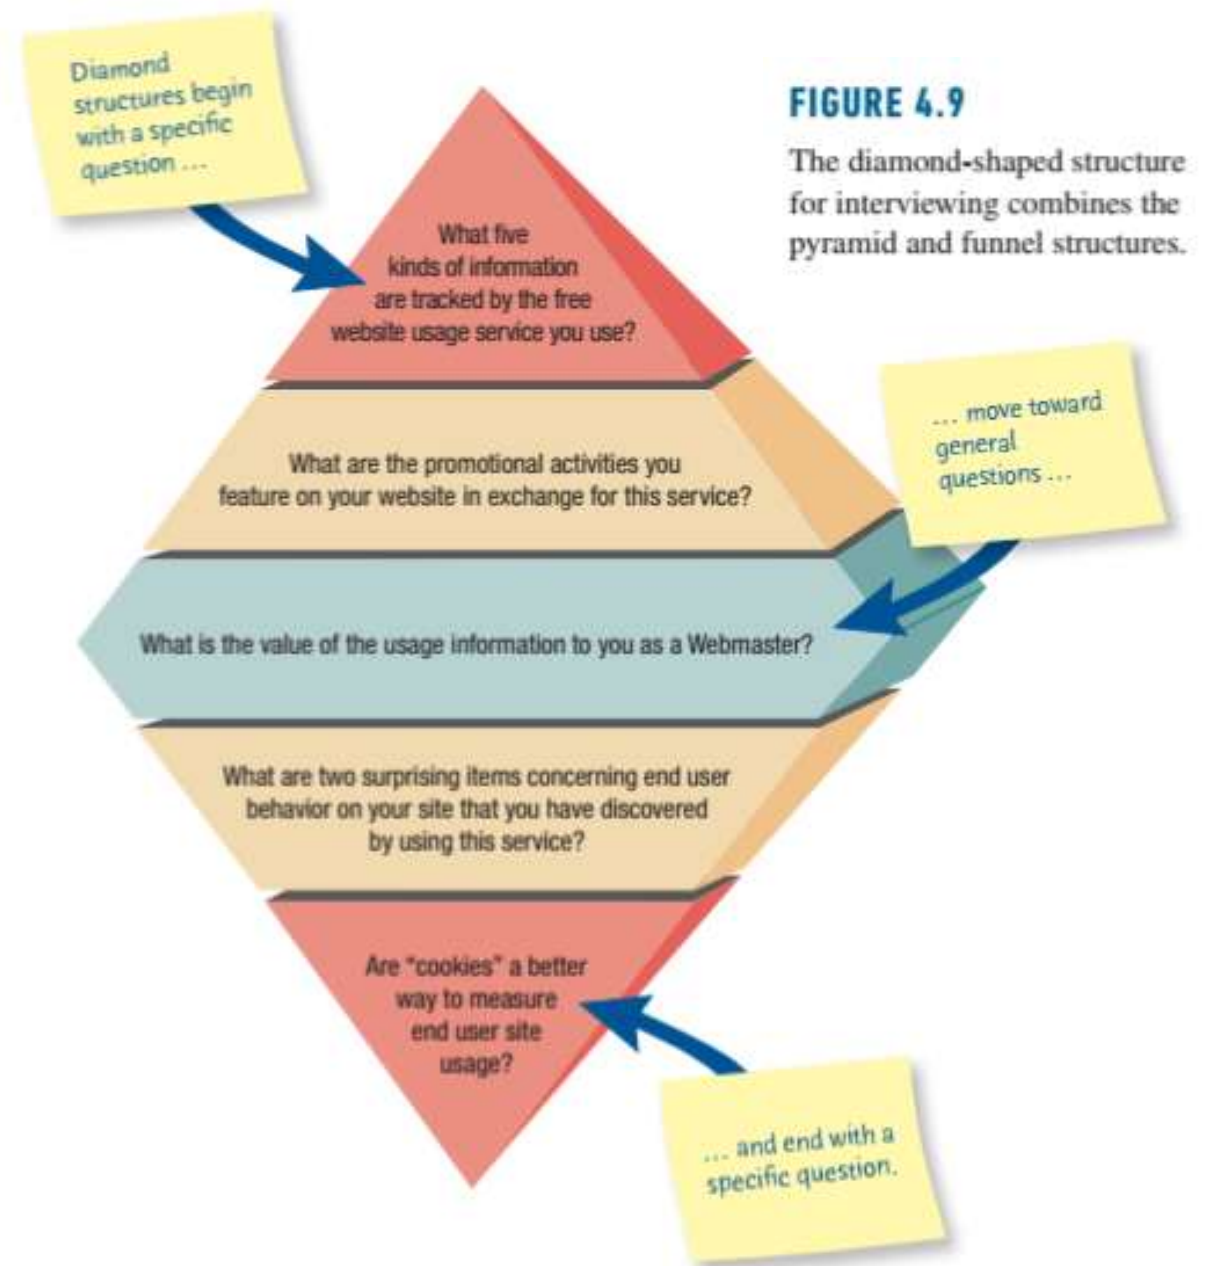 Diamond
structures begin
with a specific
question ...
FIGURE 4.9
The diamond-shaped structure
for interviewing combines the
pyramid and funnel structures.
What five
kinds of information
are tracked by the free
website usage service you use?
... move toward
general
questions ...
What are the promotional activities you
feature on your website in exchange for this service?
What is the value of the usage information to you as a Webmaster?
What are two surprising items concerning end user
behavior on your site that you have discovered
by using this service?
Are "cookies" a better
way to measure
end user site
usage?
... and end with a
specific question.